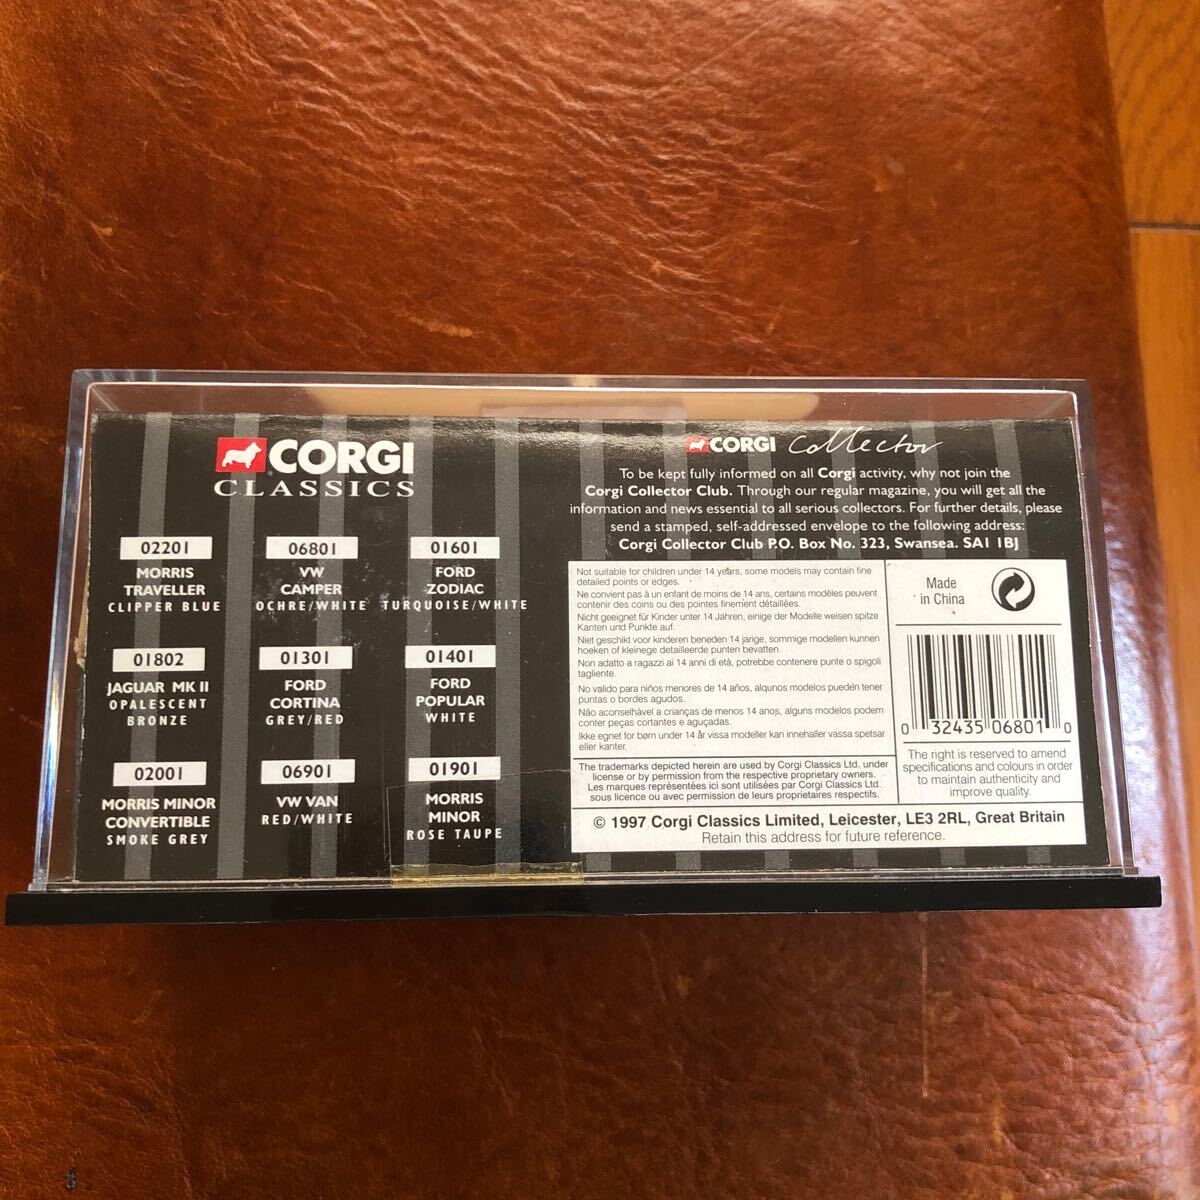 CORGI
CLASSICS
02201
MORRIS
TRAVELLER
CLIPPER BLUE
06801
VW
CAMPER
OCHRE/WHITE
01601
FORD
ZODIAC
TURQUOISE/WHITE
01802
JAGUAR MK II
OPALESCENT
BRONZE
01301
FORD
CORTINA
GREY/RED
01401
FORD
POPULAR
WHITE
02001
MORRIS MINOR
CONVERTIBLE
SMOKE GREY
06901
VW VAN
RED/WHITE
01901
MORRIS
MINOR
ROSE TAUPE
CORGI Collector
To be kept fully informed on all Corgi activity, why not join the
Corgi Collector Club. Through our regular magazine, you will get all the
information and news essential to all serious collectors. For further details, please
send a stamped, self-addressed envelope to the following address:
Corgi Collector Club P.O. Box No. 323, Swansea. SA1 1BJ
Not suitable for children under 14 years, some models may contain fine
detailed points or edges.
Ne convient pas à un enfant de moins de 14 ans, certains modèles peuvent
contenir des coins ou des pointes finement détaillées.
Nicht geeignet für Kinder unter 14 Jahren, einige der Modelle weisen spitze
Kanten und Punkte auf.
Niet geschikt voor kinderen beneden 14 jarige, sommige modellen kunnen
hoeken of kleinege detailleerde punten bevatten.
Non adatto a ragazzi ai 14 anni di età, potrebbe contenere punte o spigoli
tagliente.
No valido para niños menores de 14 años, alqunos modelos pueden tener
puntas o bordes agudos.
Não aconselhável a crianças de menos 14 anos, alguns modelos podem
conter peças cortantes e aguçadas.
Ikke egnet for børn under 14 år vissa modeller kan innehaller vassa spetsar
eller kanter.
The trademarks depicted herein are used by Corgi Classics Ltd. under
license or by permission from the respective proprietary owners.
Les marques représentées ici sont utilisées par Corgi Classics Ltd.
sous licence ou avec permission de leurs propriétaires respectifs.
Made
in China
0 32435 06801 0
The right is reserved to amend
specifications and colours in order
to maintain authenticity and
improve quality.
© 1997 Corgi Classics Limited, Leicester, LE3 2RL, Great Britain
Retain this address for future reference.